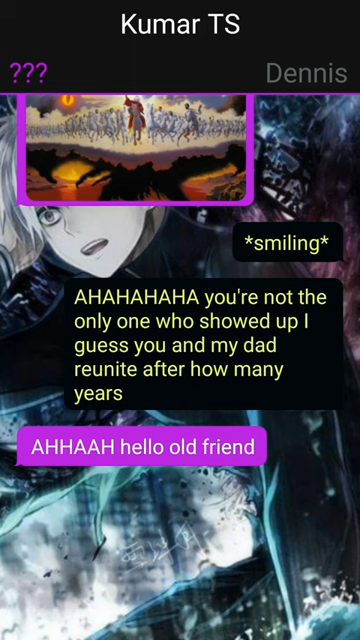 Kumar TS
??? Dennis
*smiling*
AHAHAHAHA you're not the
only one who showed up I
guess you and my dad
reunite after how many
years
AHHAAH hello old friend